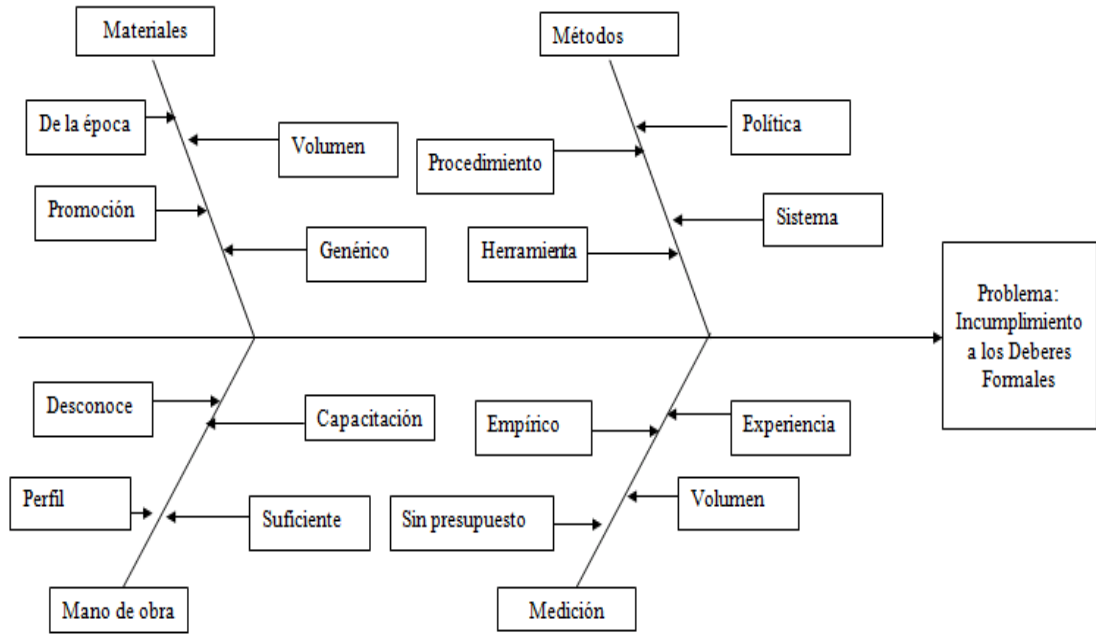 Materiales
Métodos
De la época
Volumen
Política
Procedimiento
Promoción
Sistema
Genérico
Herramienta
Problema:
Incumplimiento
a los Deberes
Formales
Desconoce
Capacitación
Empírico
Experiencia
Perfil
Suficiente
Sin presupuesto
Volumen
Mano de obra
Medición